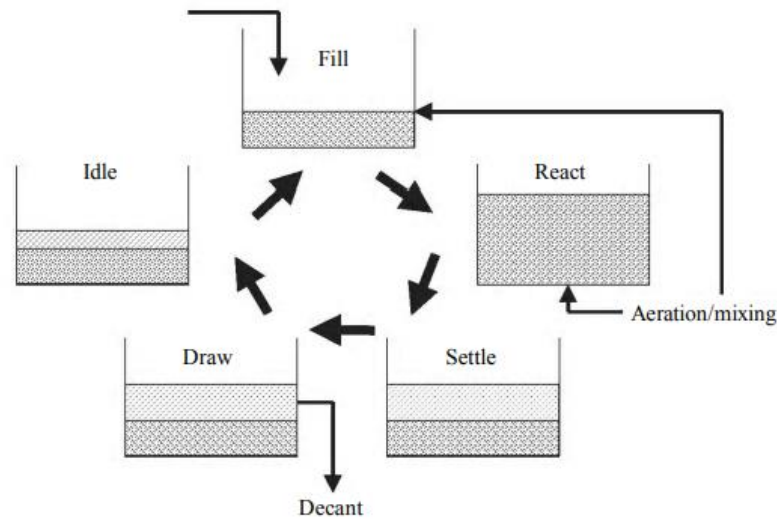 Fill
Idle
React
Aeration/mixing
Draw
Settle
Decant